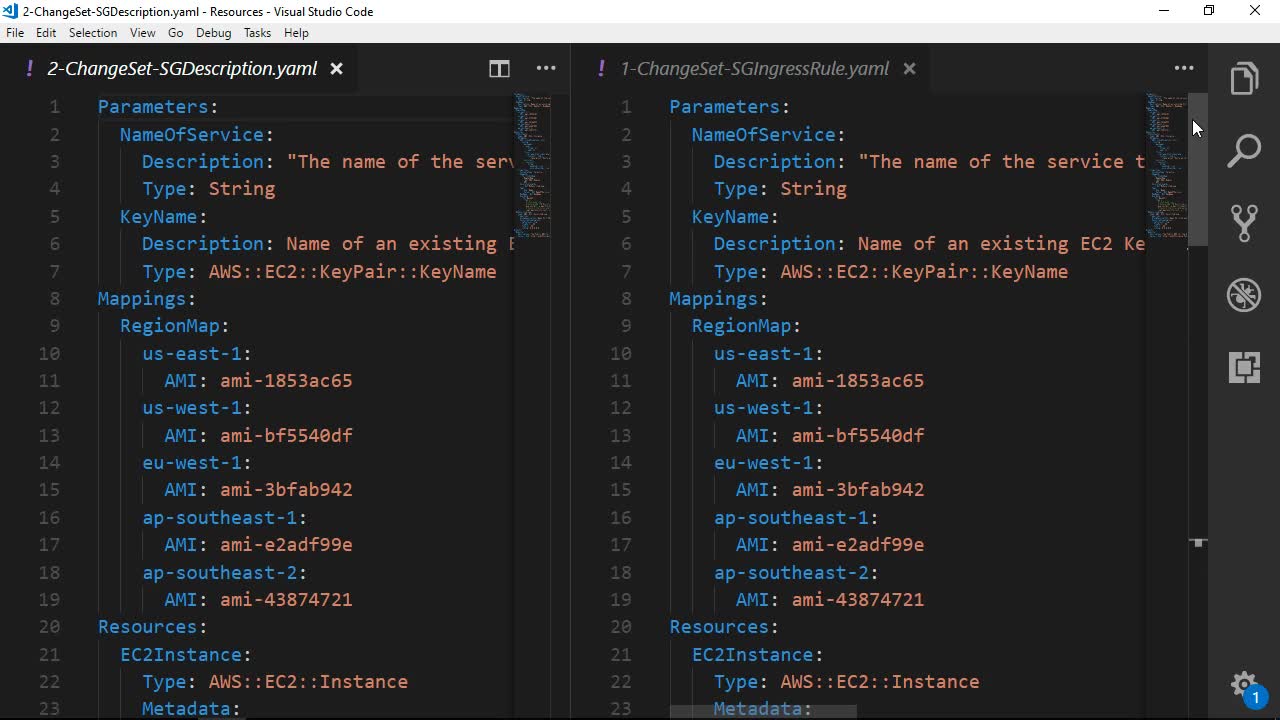 2-ChangeSet-SGDescription.yaml - Resources - Visual Studio Code
File Edit Selection View Go Debug Tasks Help
! 2-ChangeSet-SGDescription.yaml
1 Parameters:
2 NameOfService:
3 Description: "The name of the serv
4 Type: String
5 KeyName:
6 Description: Name of an existing E
7 Type: AWS::EC2::KeyPair::KeyName
8 Mappings:
9 RegionMap:
10 us-east-1:
11 AMI: ami-1853ac65
12 us-west-1:
13 AMI: ami-bf5540df
14 eu-west-1:
15 AMI: ami-3bfab942
16 ap-southeast-1:
17 AMI: ami-e2adf99e
18 ap-southeast-2:
19 AMI: ami-43874721
20 Resources:
21 EC2Instance:
22 Type: AWS::EC2::Instance
23 Metadata:
! 1-ChangeSet-SGIngressRule.yaml
1 Parameters:
2 NameOfService:
3 Description: "The name of the service t
4 Type: String
5 KeyName:
6 Description: Name of an existing EC2 Ke
7 Type: AWS::EC2::KeyPair::KeyName
8 Mappings:
9 RegionMap:
10 us-east-1:
11 AMI: ami-1853ac65
12 us-west-1:
13 AMI: ami-bf5540df
14 eu-west-1:
15 AMI: ami-3bfab942
16 ap-southeast-1:
17 AMI: ami-e2adf99e
18 ap-southeast-2:
19 AMI: ami-43874721
20 Resources:
21 EC2Instance:
22 Type: AWS::EC2::Instance
23 Metadata:
1